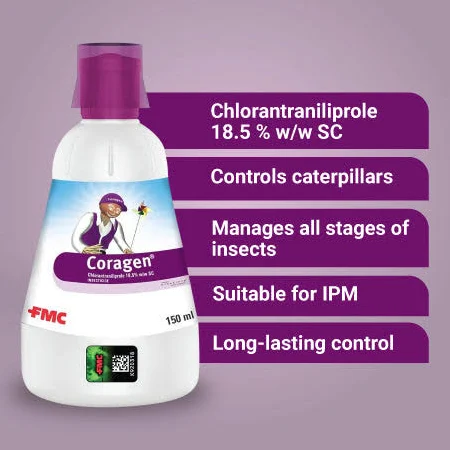 Chlorantraniliprole
18.5 % w/w SC
Controls caterpillars
Manages all stages of
insects
Suitable for IPM
Long-lasting control
Coragen®
Chlorantraniliprole 18.5% w/w SC
INSECTICIDE
FMC
150 ml
FMC